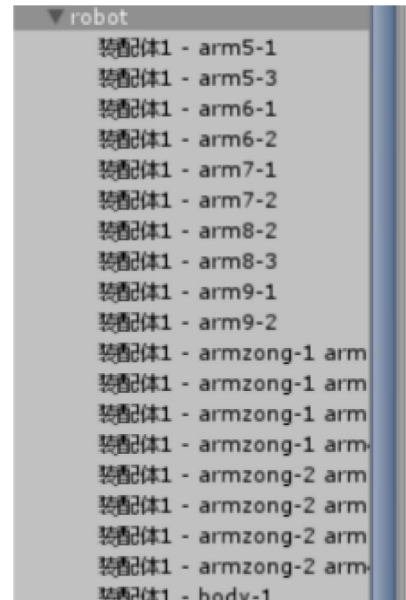 robot
装配体1 - arm5-1
装配体1 - arm5-3
装配体1 - arm6-1
装配体1 - arm6-2
装配体1 - arm7-1
装配体1 - arm7-2
装配体1 - arm8-2
装配体1 - arm8-3
装配体1 - arm9-1
装配体1 - arm9-2
装配体1 - armzong-1 arm
装配体1 - armzong-1 arm
装配体1 - armzong-1 arm
装配体1 - armzong-1 arm
装配体1 - armzong-2 arm
装配体1 - armzong-2 arm
装配体1 - armzong-2 arm
装配体1 - armzong-2 arm
装配体1 - body-1